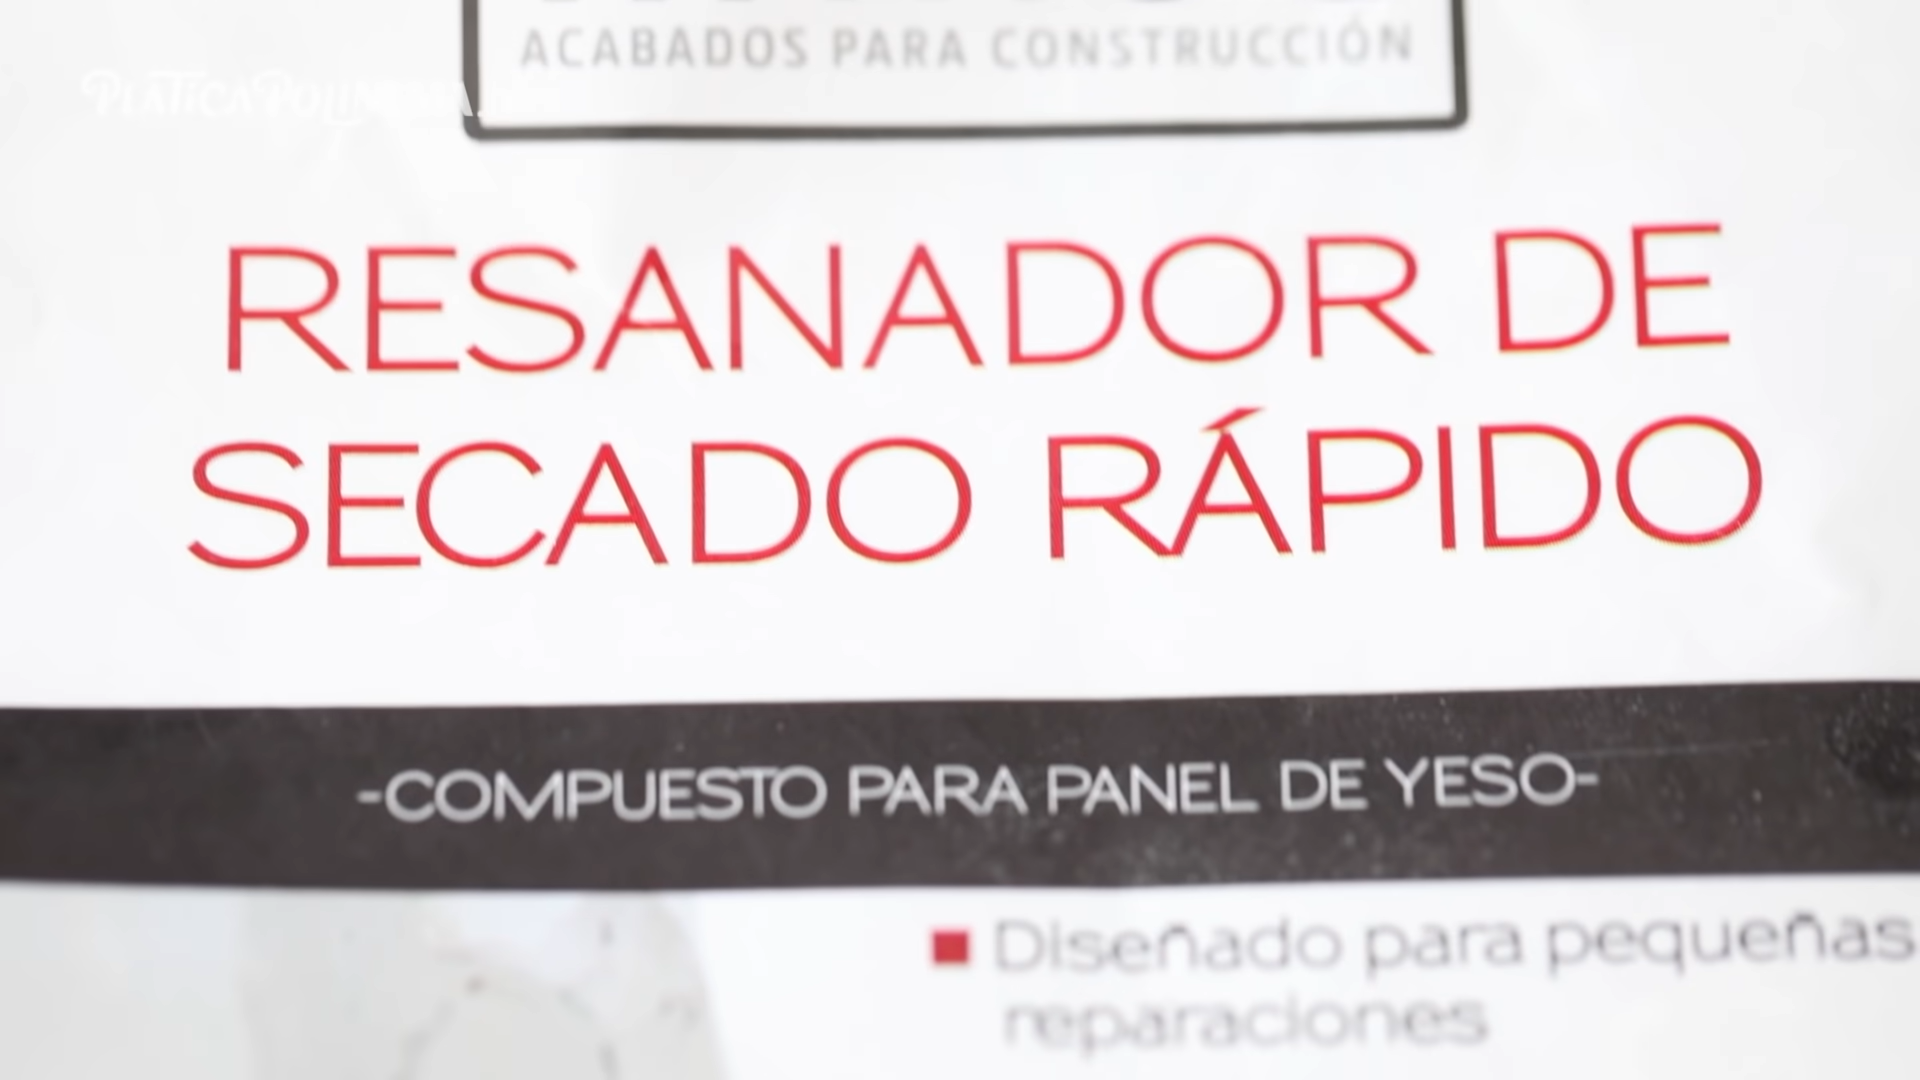 ACABADOS PARA CONSTRUCCIÓN
RESANADOR DE
SECADO RÁPIDO
-COMPUESTO PARA PANEL DE YESO-
Diseñado para pequeñas
reparaciones